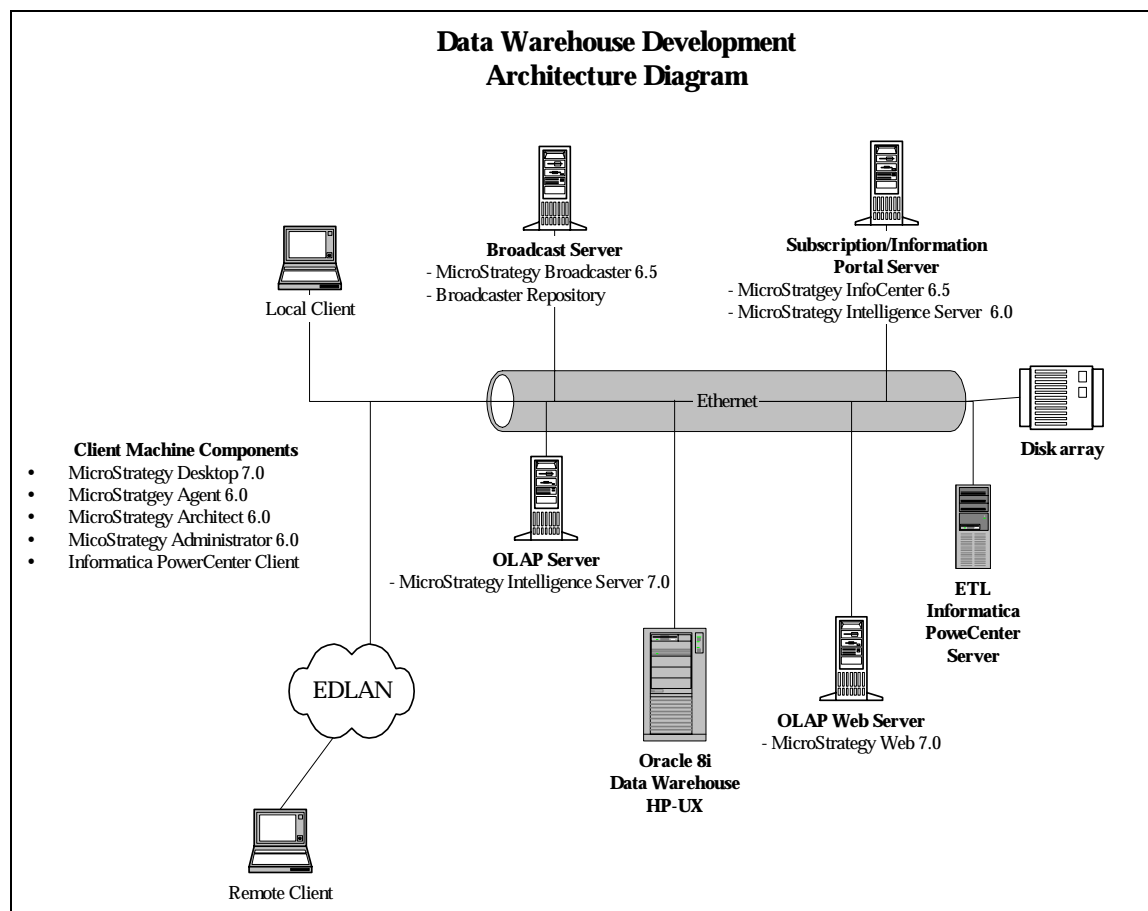 Data Warehouse Development
Architecture Diagram
Broadcast Server
- MicroStrategy Broadcaster 6.5
- Broadcaster Repository
Subscription/Information
Portal Server
- MicroStratgey InfoCenter 6.5
- MicroStrategy Intelligence Server 6.0
Local Client
Ethernet
Disk array
Client Machine Components
• MicroStrategy Desktop 7.0
• MicroStratgey Agent 6.0
• MicroStrategy Architect 6.0
• MicoStrategy Administrator 6.0
• Informatica PowerCenter Client
OLAP Server
- MicroStrategy Intelligence Server 7.0
ETL
Informatica
PoweCenter
Server
EDLAN
OLAP Web Server
- MicroStrategy Web 7.0
Oracle 8i
Data Warehouse
HP-UX
Remote Client